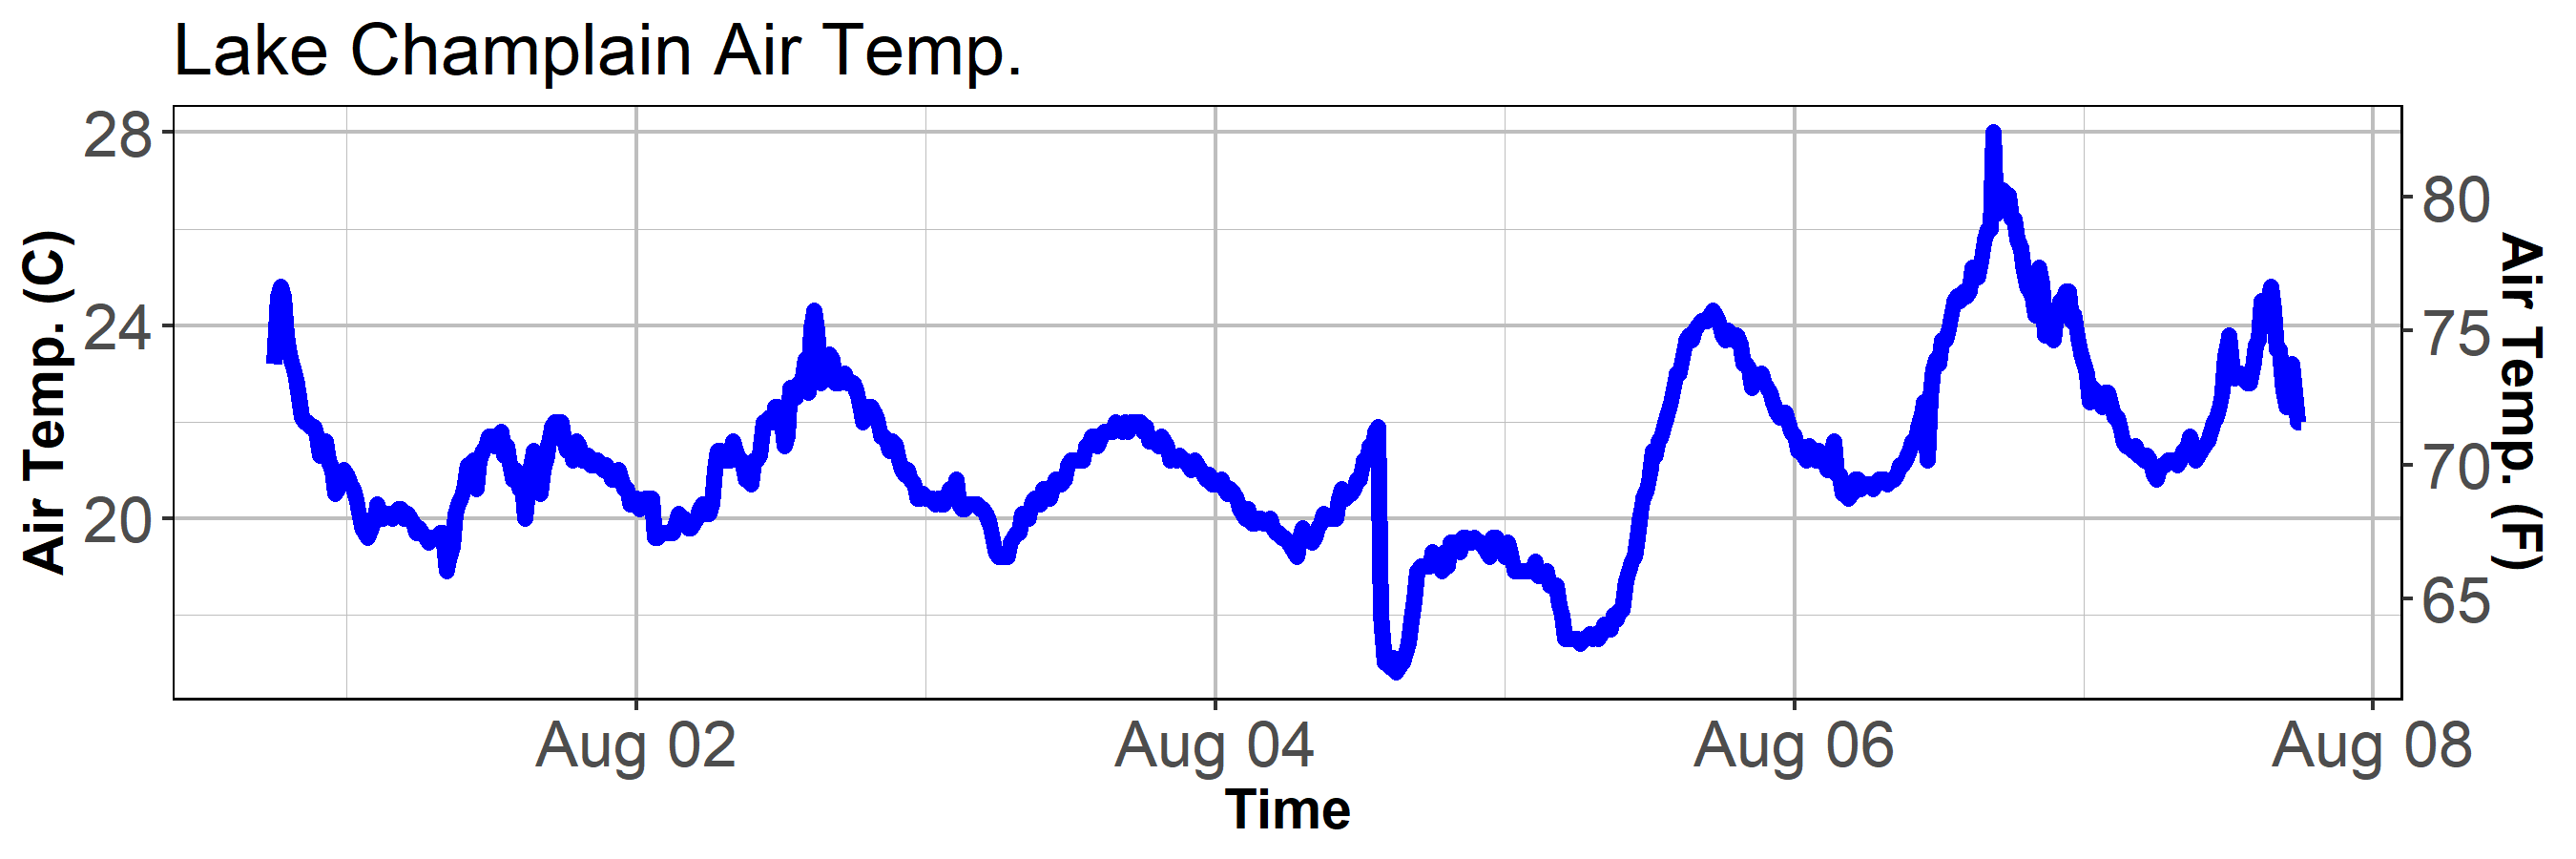 Lake Champlain Air Temp.
28
24
20
Air Temp. (C)
80
75
70
65
Air Temp. (F)
Aug 02 Aug 04 Aug 06 Aug 08
Time